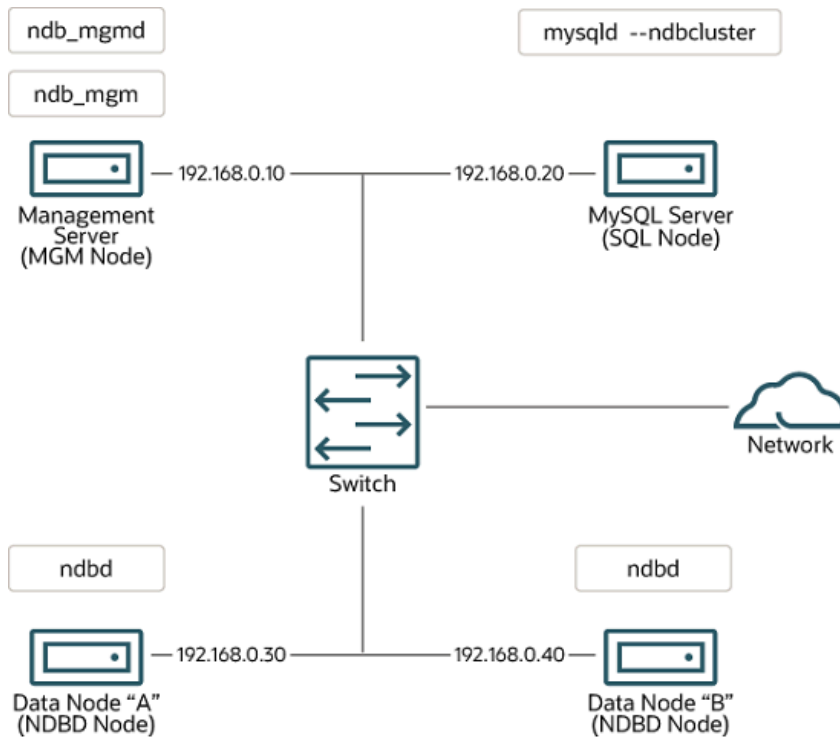 ndb_mgmd
mysqld --ndbcluster
ndb_mgm
192.168.0.10
192.168.0.20
Management
Server
(MGM Node)
MySQL Server
(SQL Node)
Switch
Network
ndbd
ndbd
192.168.0.30
192.168.0.40
Data Node “A”
(NDBD Node)
Data Node “B”
(NDBD Node)